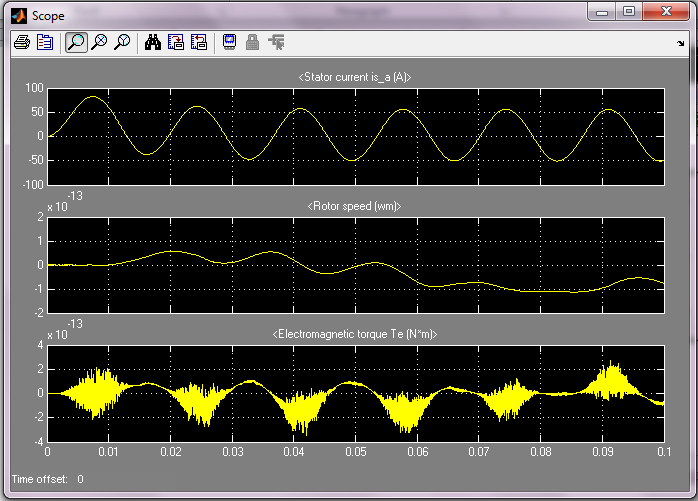 Scope
<Stator current is_a (A)>
100
50
0
-50
-100
x 10 -13
<Rotor speed (wm)>
2
1
0
-1
-2
x 10 -13
<Electromagnetic torque Te (N*m)>
4
2
0
-2
-4
0 0.01 0.02 0.03 0.04 0.05 0.06 0.07 0.08 0.09 0.1
Time offset: 0